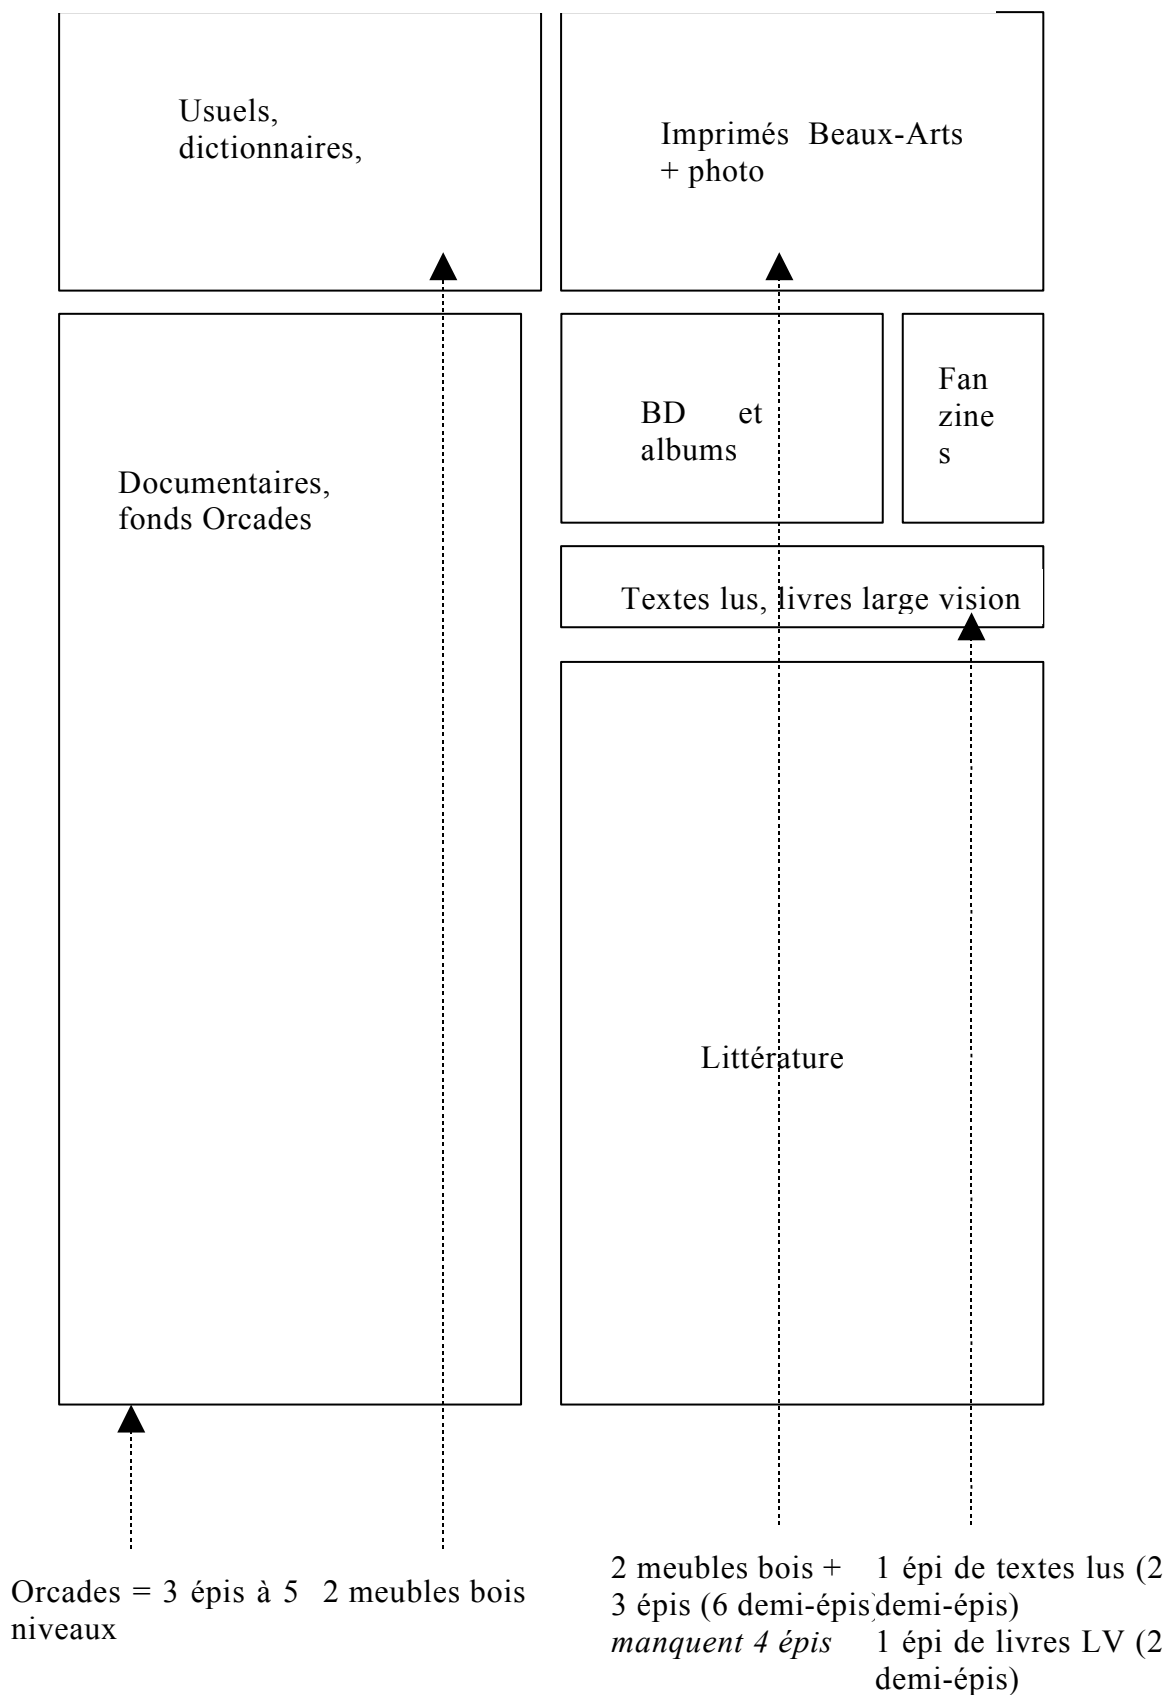 Usuels,
dictionnaires,
Imprimés Beaux-Arts
+ photo
BD et
albums
Fan
zine
s
Documentaires,
fonds Orcades
Textes lus, livres large vision
Littérature
Orcades = 3 épis à 5
niveaux
2 meubles bois
2 meubles bois +
3 épis (6 demi-épis)
manquent 4 épis
1 épi de textes lus (2
demi-épis)
1 épi de livres LV (2
demi-épis)